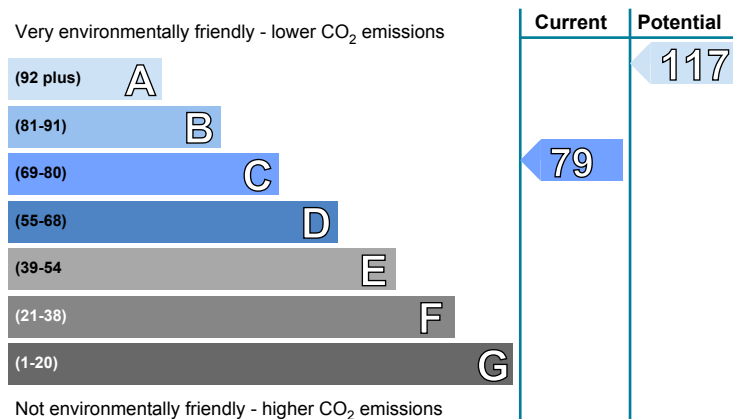 Very environmentally friendly - lower CO₂ emissions
Current
Potential
(92 plus) A
117
(81-91) B
(69-80) C
79
(55-68) D
(39-54 E
(21-38) F
(1-20) G
Not environmentally friendly - higher CO₂ emissions